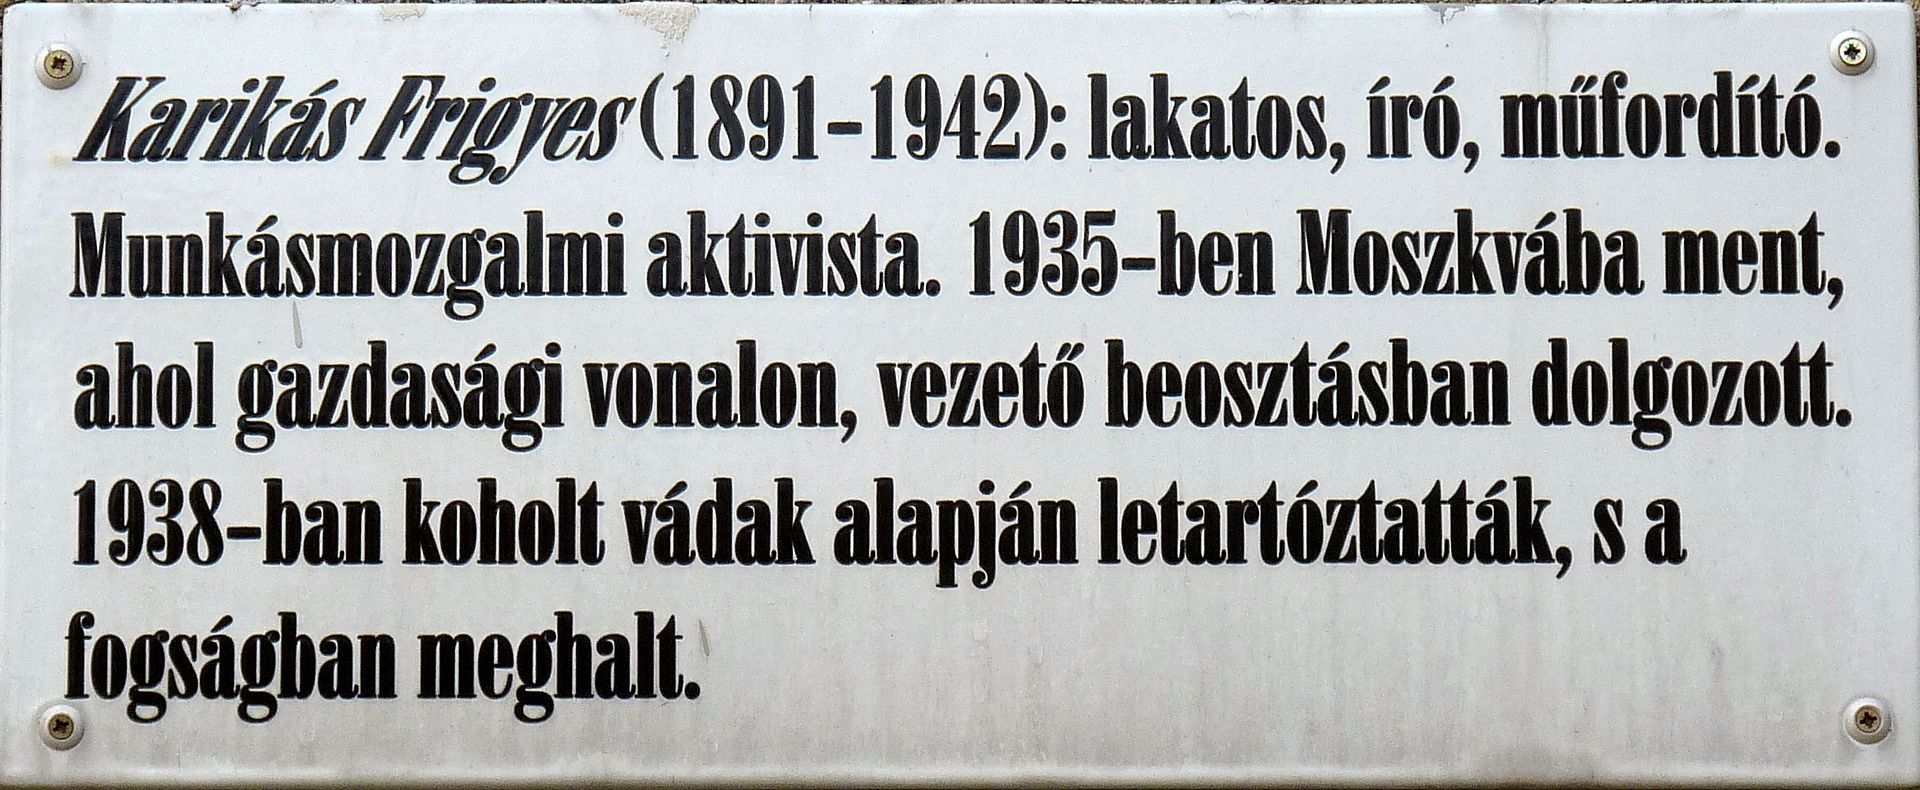 Karikás Frigyes (1891-1942): lakatos, író, műfordító.
Munkásmozgalmi aktivista. 1935-ben Moszkvába ment,
ahol gazdasági vonalon, vezető beosztásban dolgozott.
1938-ban koholt vádak alapján letartóztatták, s a
fogságban meghalt.